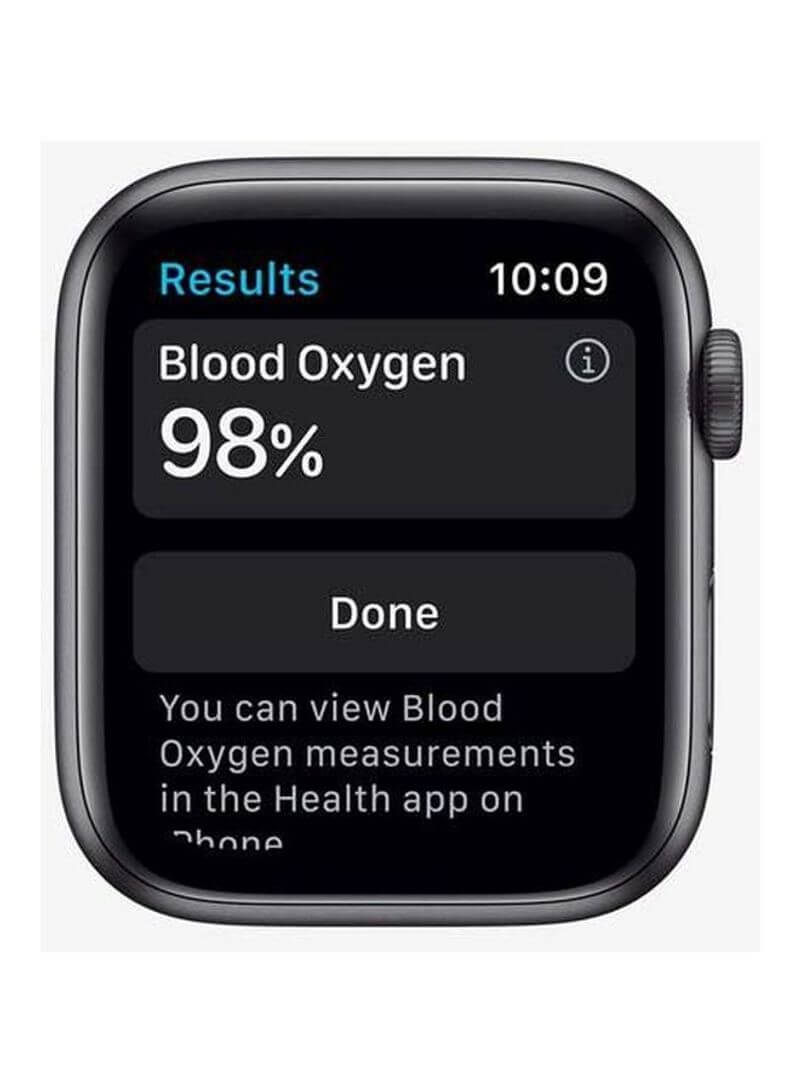 Results 10:09
Blood Oxygen
98%
Done
You can view Blood
Oxygen measurements
in the Health app on